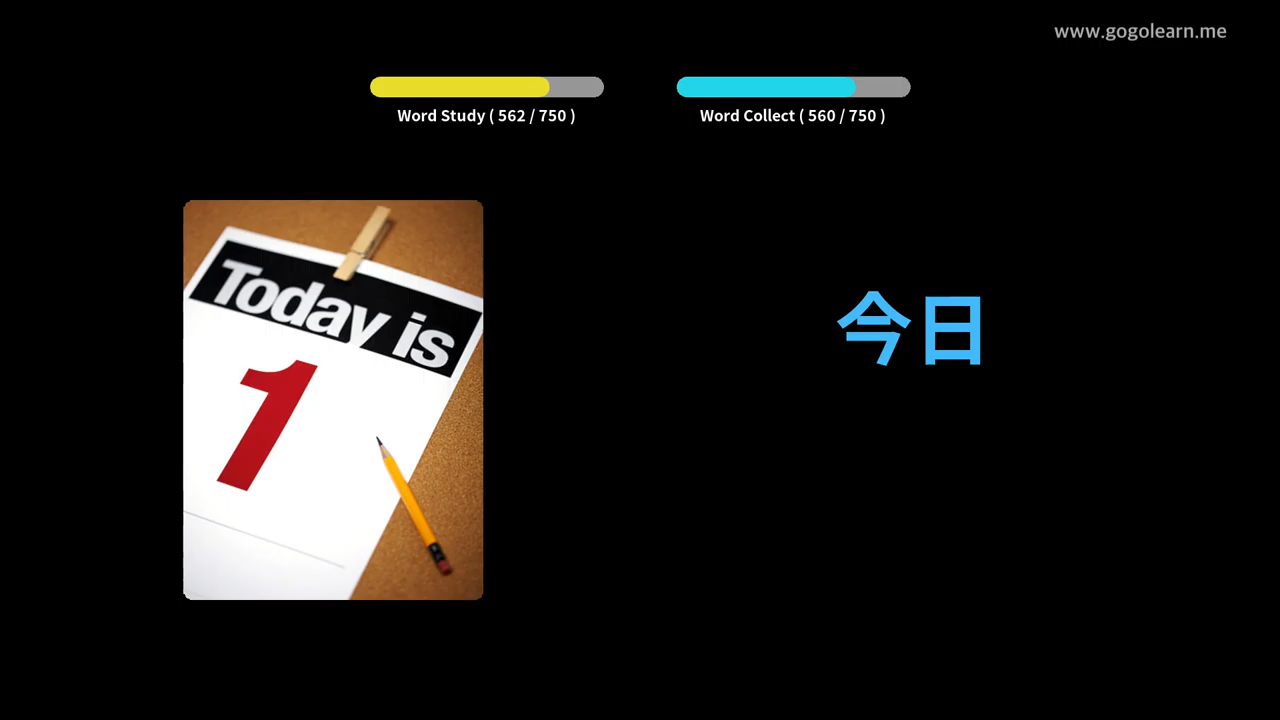 www.gogolearn.me
Word Study ( 562 / 750 )
Word Collect ( 560 / 750 )
Today is
1
今日